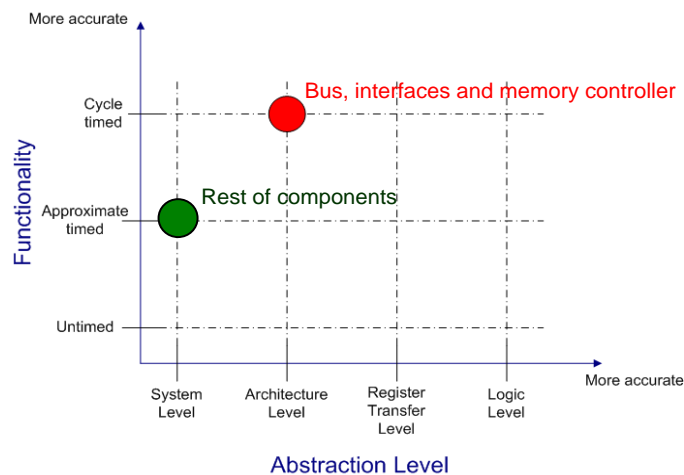 More accurate
Bus, interfaces and memory controller
Cycle
timed
Rest of components
Approximate
timed
Functionality
Untimed
More accurate
System
Level
Architecture
Level
Register
Transfer
Level
Logic
Level
Abstraction Level